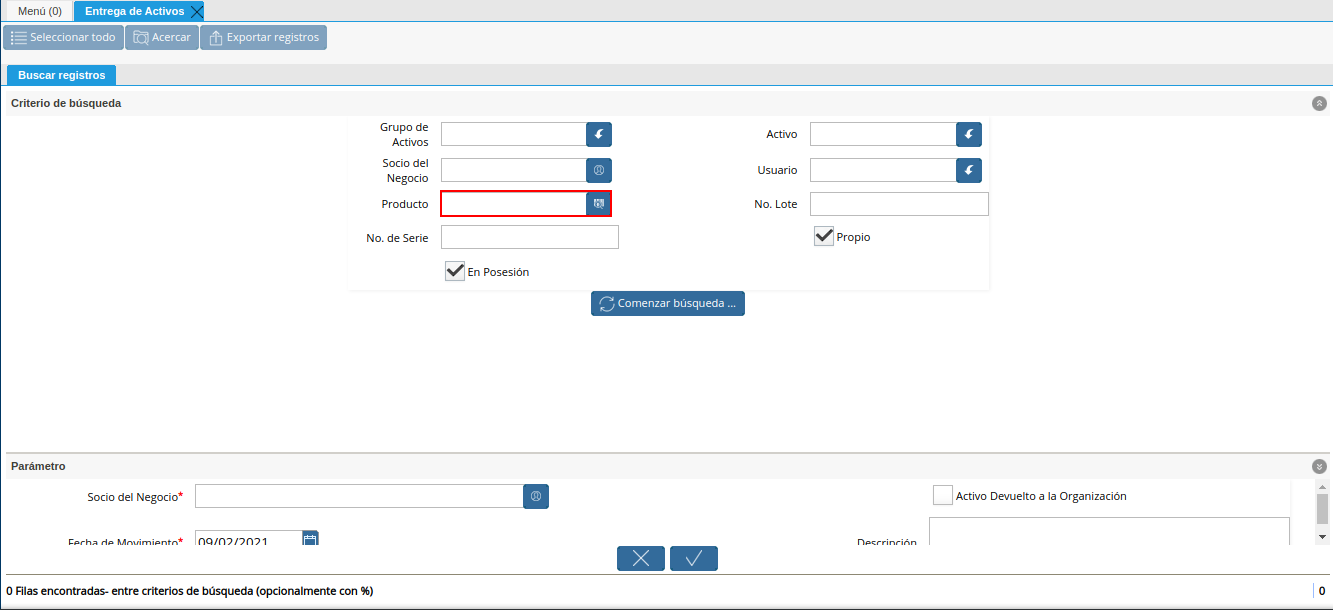 Menú (0)
Entrega de Activos
Seleccionar todo
Acercar
Exportar registros
Buscar registros
Criterio de búsqueda
Grupo de
Activos
Activo
Socio del
Negocio
Usuario
Producto
No. Lote
No. de Serie
Propio
En Posesión
Comenzar búsqueda ...
Parámetro
Socio del Negocio*
Activo Devuelto a la Organización
Fecha de Movimiento*
09/02/2021
Descripción
0 Filas encontradas- entre criterios de búsqueda (opcionalmente con %)
0